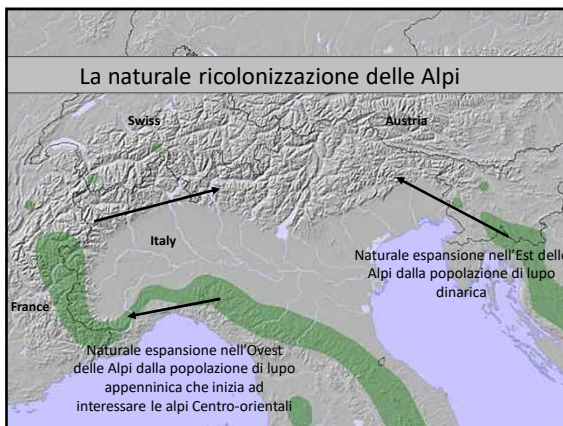 La naturale ricolonizzazione delle Alpi
Swiss
Austria
Italy
France
Naturale espansione nell'Est delle
Alpi dalla popolazione di lupo
dinarica
Naturale espansione nell'Ovest
delle Alpi dalla popolazione di lupo
appenninica che inizia ad
interessare le alpi Centro-orientali